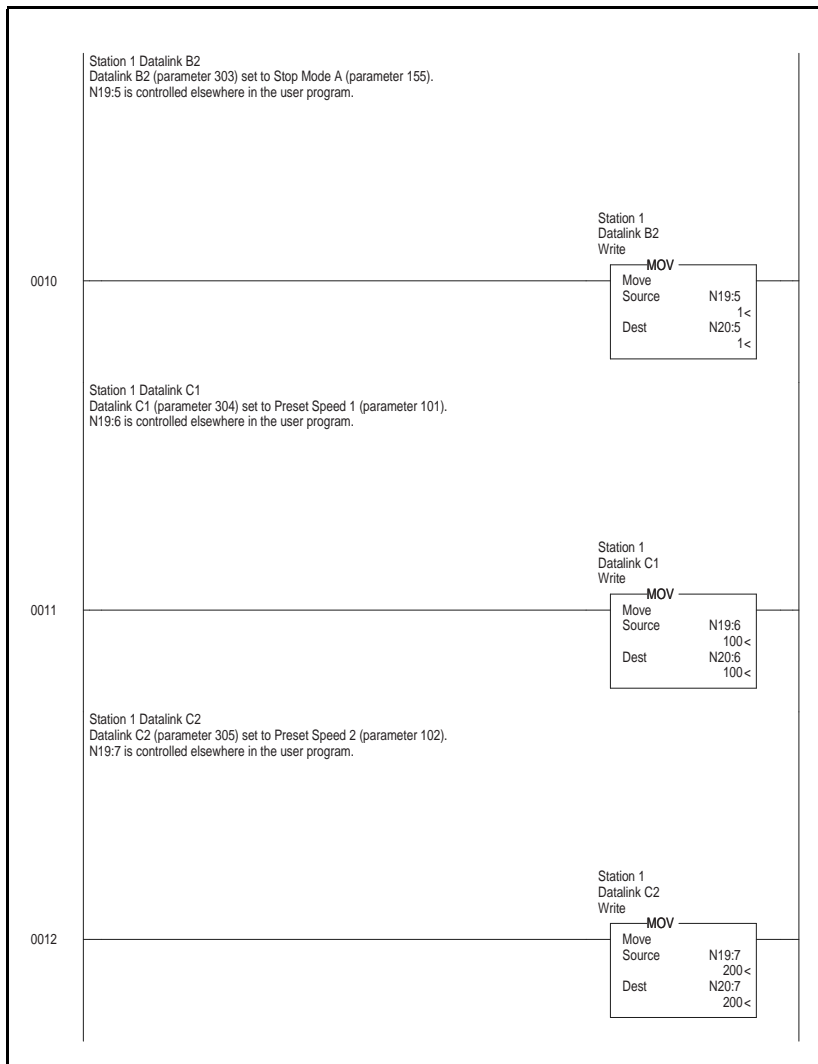 Station 1 Datalink B2
Datalink B2 (parameter 303) set to Stop Mode A (parameter 155).
N19:5 is controlled elsewhere in the user program.
Station 1
Datalink B2
Write
MOV
0010
Move
Source N19:5
1<
Dest N20:5
1<
Station 1 Datalink C1
Datalink C1 (parameter 304) set to Preset Speed 1 (parameter 101).
N19:6 is controlled elsewhere in the user program.
Station 1
Datalink C1
Write
MOV
0011
Move
Source N19:6
100<
Dest N20:6
100<
Station 1 Datalink C2
Datalink C2 (parameter 305) set to Preset Speed 2 (parameter 102).
N19:7 is controlled elsewhere in the user program.
Station 1
Datalink C2
Write
MOV
0012
Move
Source N19:7
200<
Dest N20:7
200<